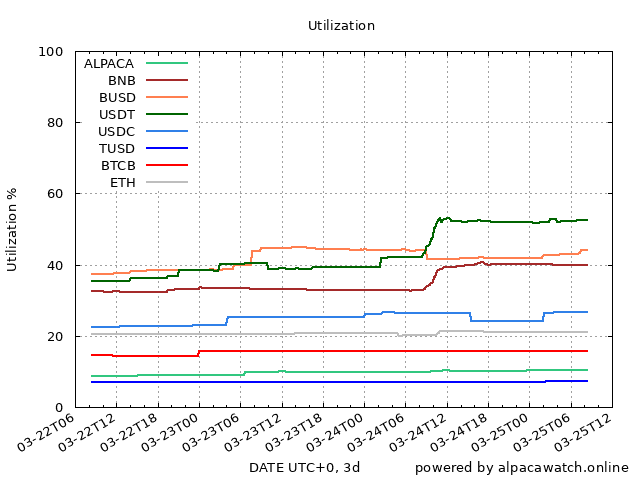 Utilization
100
80
60
40
20
0
Utilization %
ALPACA
BNB
BUSD
USDT
USDC
TUSD
BTCB
ETH
03-22T06
03-22T12
03-22T18
03-23T00
03-23T06
03-23T12
03-23T18
03-24T00
03-24T06
03-24T12
03-24T18
03-25T00
03-25T06
03-25T12
DATE UTC+0, 3d
powered by alpacawatch.online